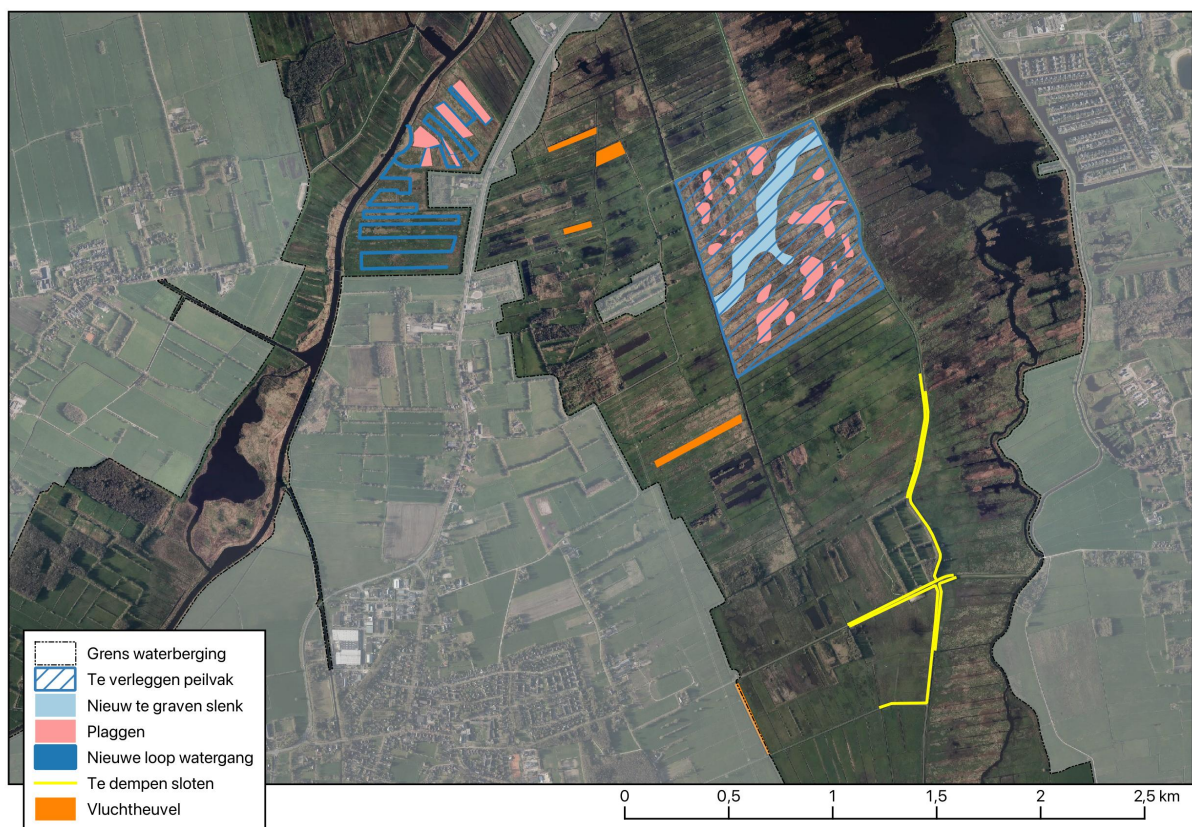 Grens waterberging
Te verleggen peilvak
Nieuw te graven slenk
Plaggen
Nieuwe loop watergang
Te dempen sloten
Vluchtheuvel
0 0,5 1 1,5 2 2,5 km